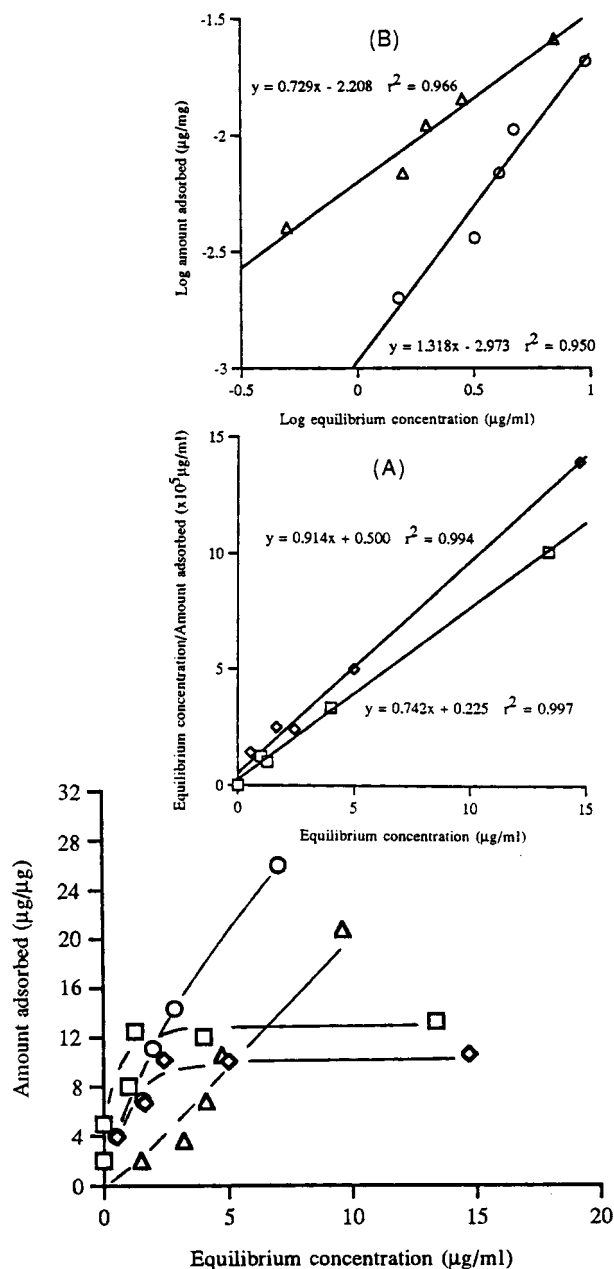 (B)
-1.5
-2
-2.5
-3
y = 0.729x - 2.208 r² = 0.966
y = 1.318x - 2.973 r² = 0.950
Log amount adsorbed (µg/mg)
-0.5
0
0.5
1
Log equilibrium concentration (µg/ml)
(A)
15
10
5
0
y = 0.914x + 0.500 r² = 0.994
y = 0.742x + 0.225 r² = 0.997
Equilibrium concentration/Amount adsorbed (x10⁵µg/ml)
0
5
10
15
Equilibrium concentration (µg/ml)
32
28
24
20
16
12
8
4
0
Amount adsorbed (µg/µg)
0
5
10
15
20
Equilibrium concentration (µg/ml)